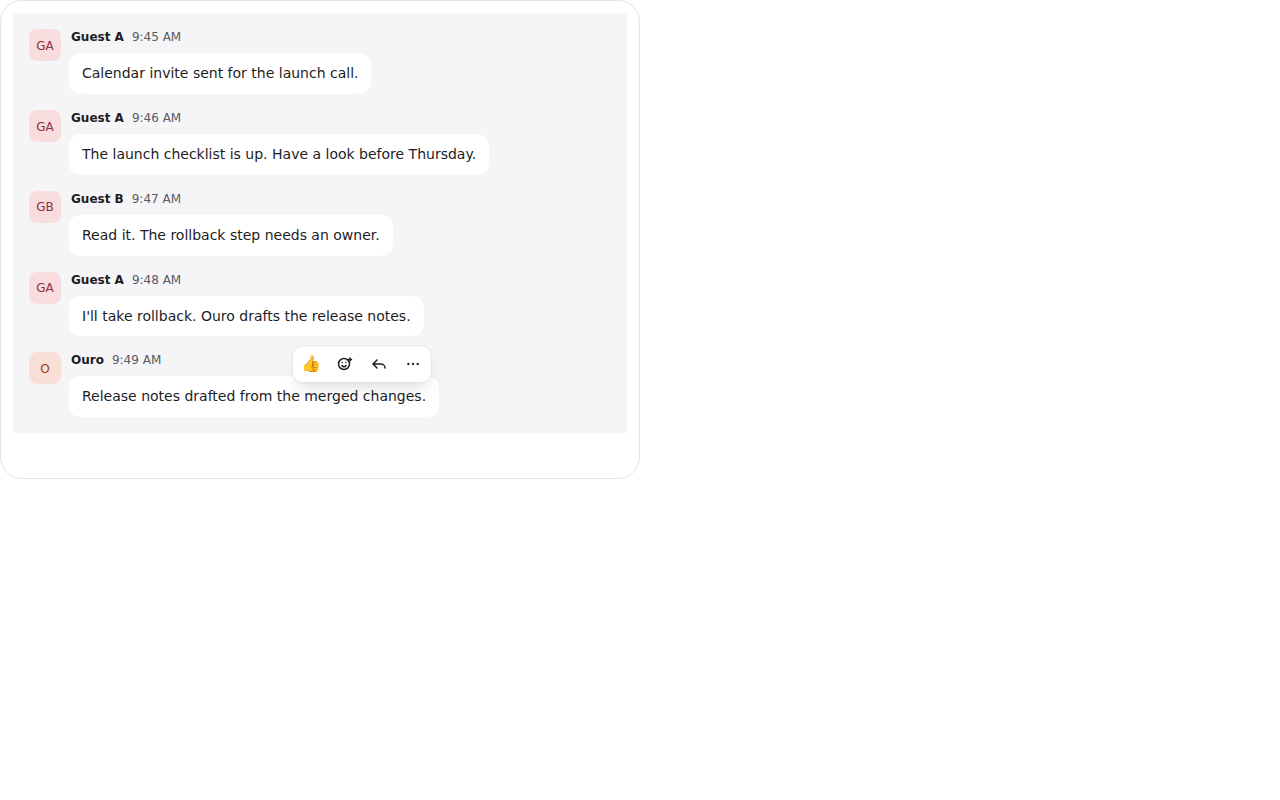 GA
Guest A 9:45 AM
Calendar invite sent for the launch call.
GA
Guest A 9:46 AM
The launch checklist is up. Have a look before Thursday.
GB
Guest B 9:47 AM
Read it. The rollback step needs an owner.
GA
Guest A 9:48 AM
I'll take rollback. Ouro drafts the release notes.
O
Ouro 9:49 AM
Release notes drafted from the merged changes.